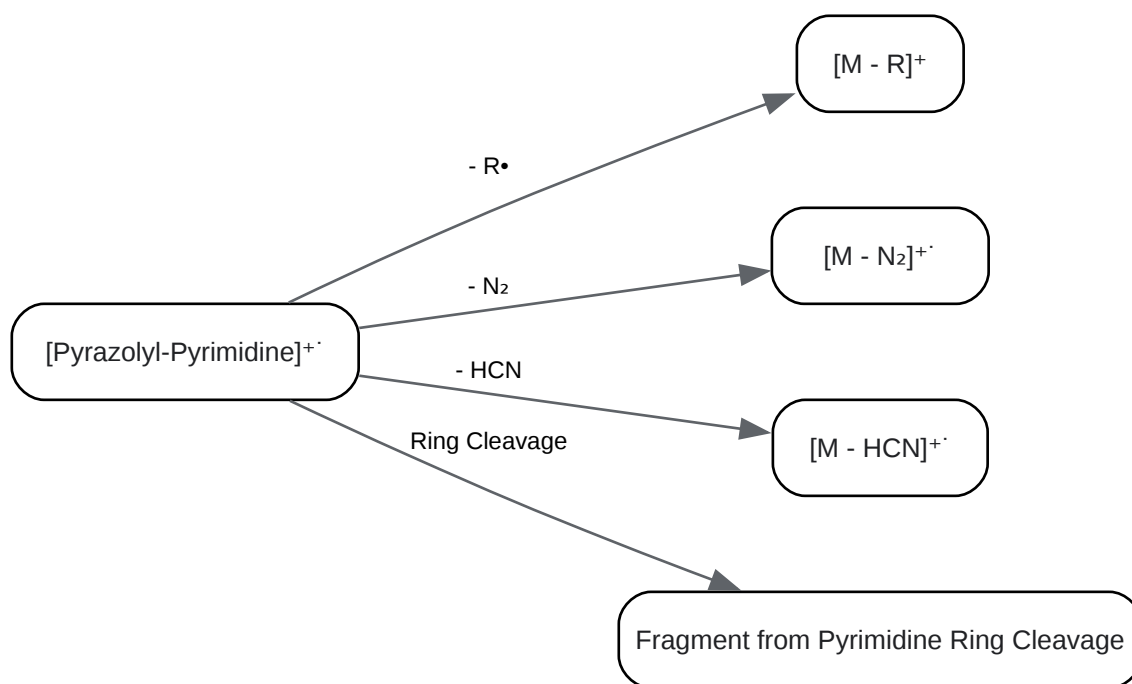 [M - R]⁺
- R•
[M - N₂]⁺˙
- N₂
[Pyrazolyl-Pyrimidine]⁺˙
- HCN
[M - HCN]⁺˙
Ring Cleavage
Fragment from Pyrimidine Ring Cleavage